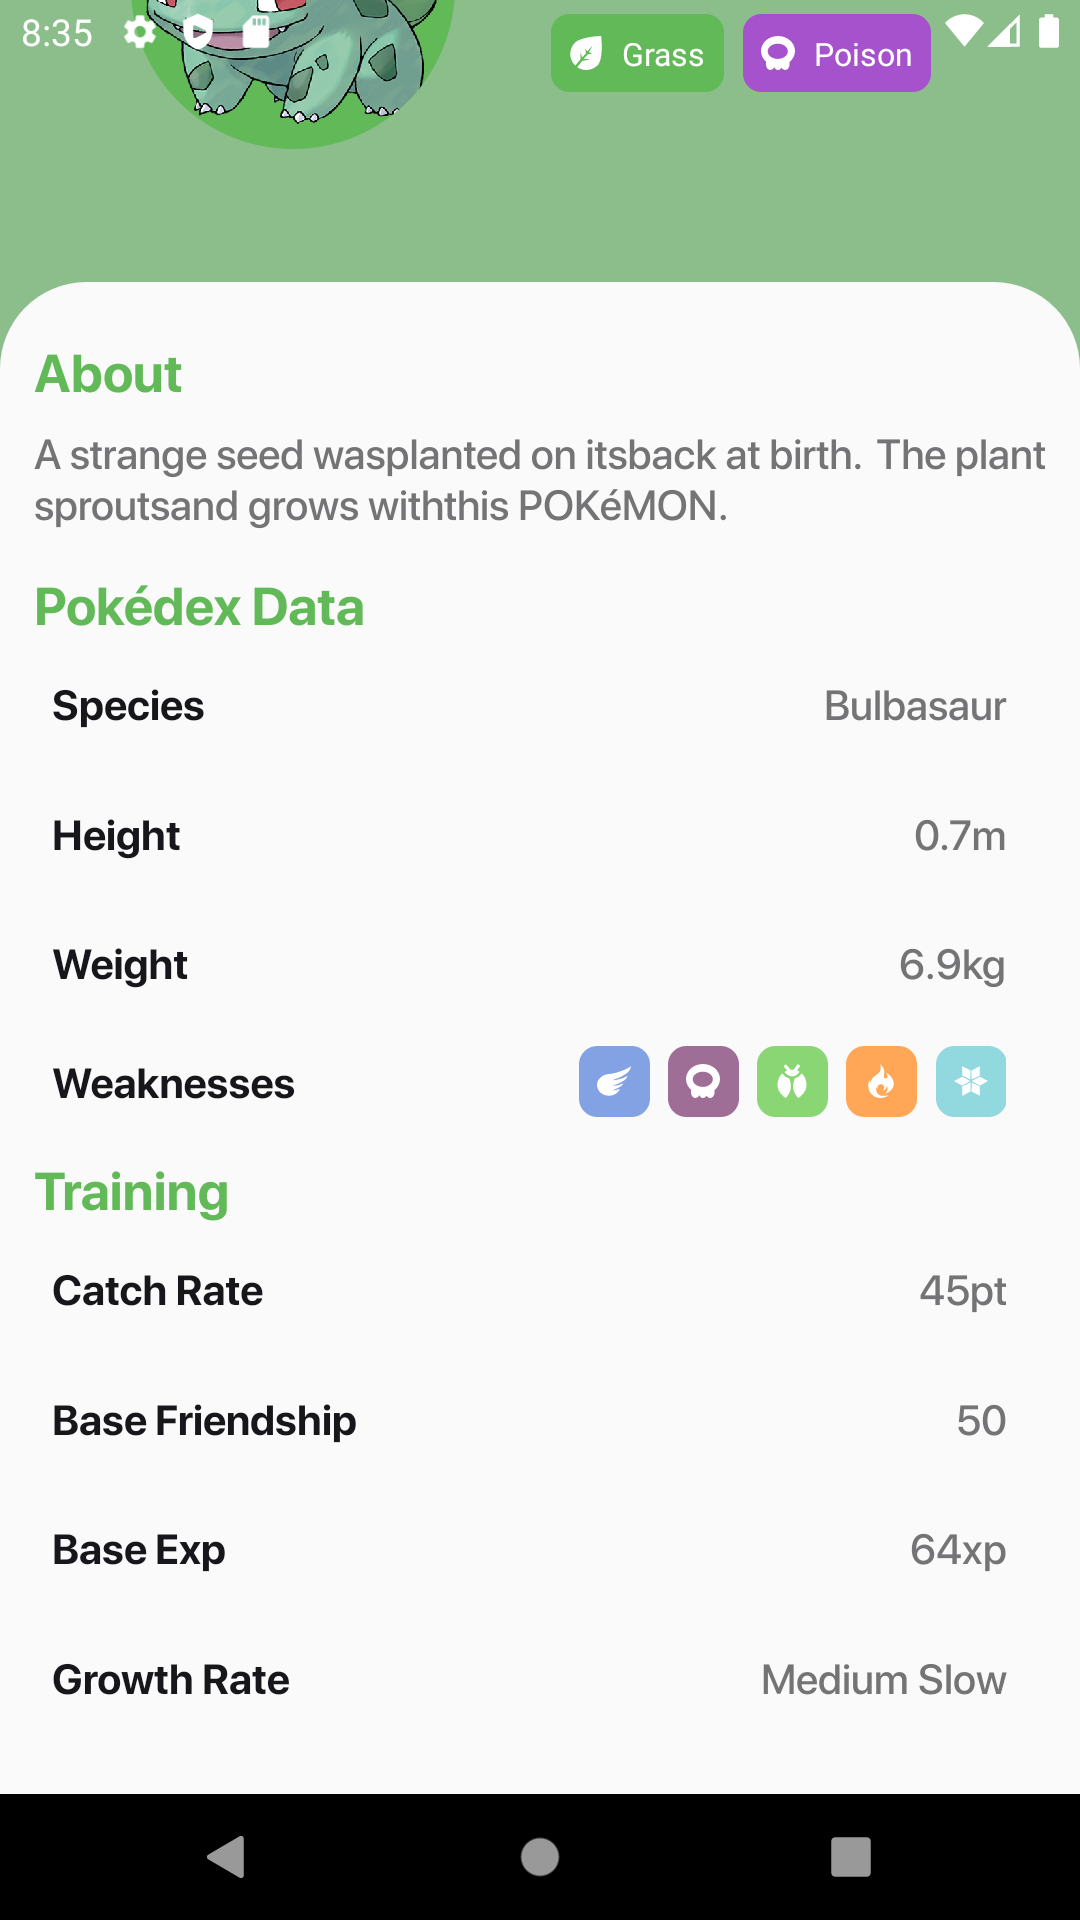 8:35
Grass
Poison
About
A strange seed wasplanted on itsback at birth. The plant
sproutsand grows withthis POKéMON.
Pokédex Data
Species
Bulbasaur
Height
0.7m
Weight
6.9kg
Weaknesses
Training
Catch Rate
45pt
Base Friendship
50
Base Exp
64xp
Growth Rate
Medium Slow